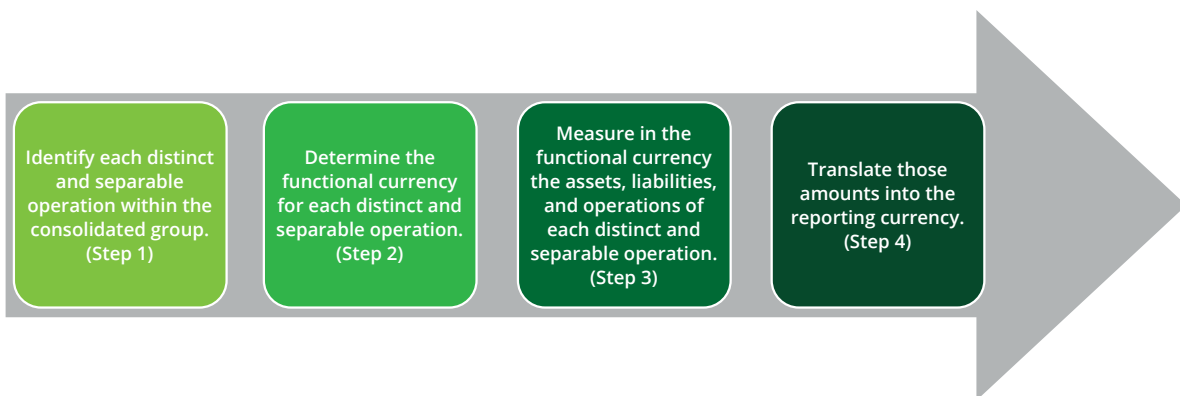 Identify each distinct
and separable
operation within the
consolidated group.
(Step 1)
Determine the
functional currency
for each distinct and
separable operation.
(Step 2)
Measure in the
functional currency
the assets, liabilities,
and operations of
each distinct and
separable operation.
(Step 3)
Translate those
amounts into the
reporting currency.
(Step 4)